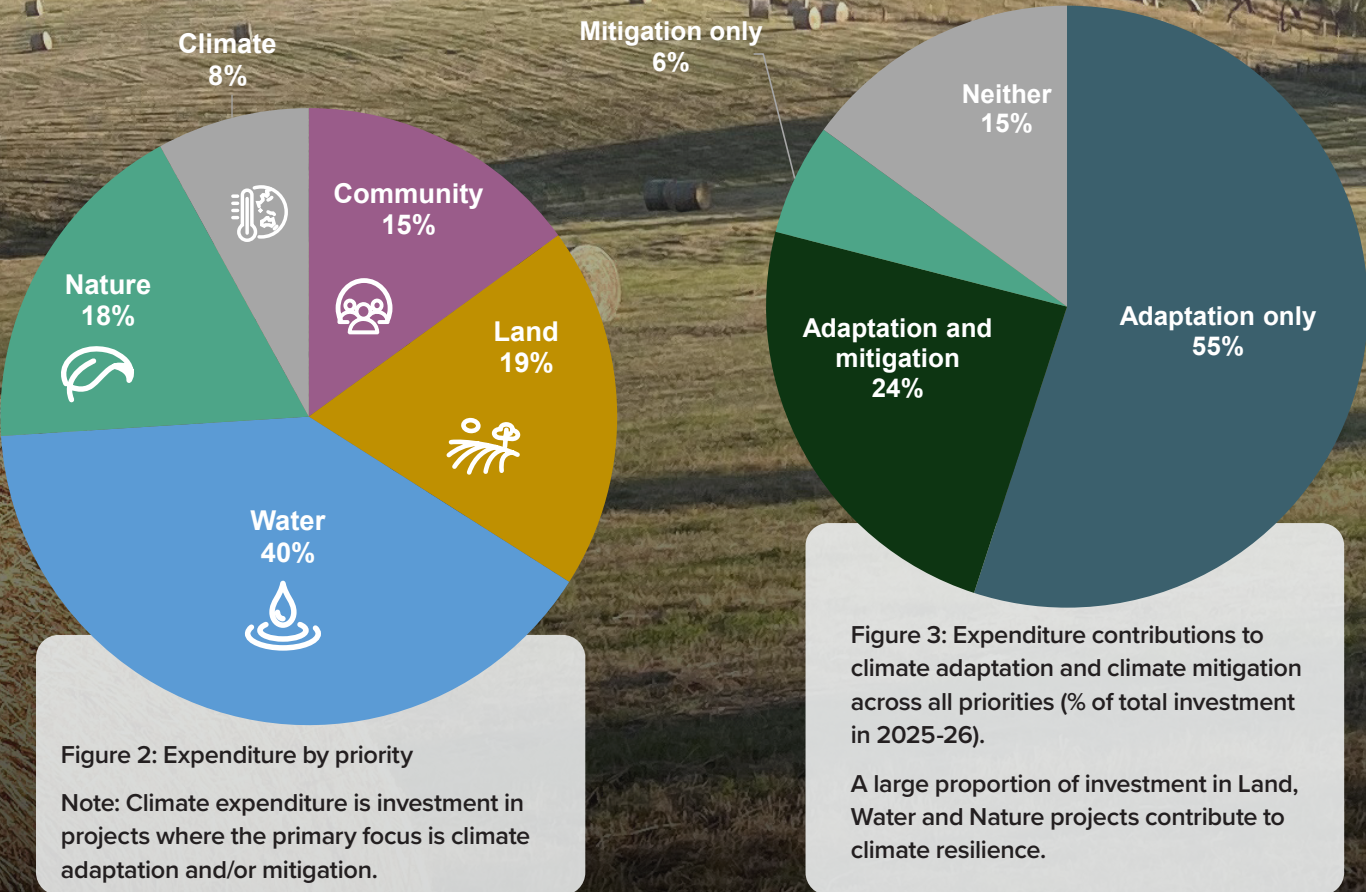 Climate
8%
Community
15%
Land
19%
Water
40%
Nature
18%
Figure 2: Expenditure by priority
Note: Climate expenditure is investment in
projects where the primary focus is climate
adaptation and/or mitigation.
Mitigation only
6%
Neither
15%
Adaptation only
55%
Adaptation and
mitigation
24%
Figure 3: Expenditure contributions to
climate adaptation and climate mitigation
across all priorities (% of total investment
in 2025-26).
A large proportion of investment in Land,
Water and Nature projects contribute to
climate resilience.